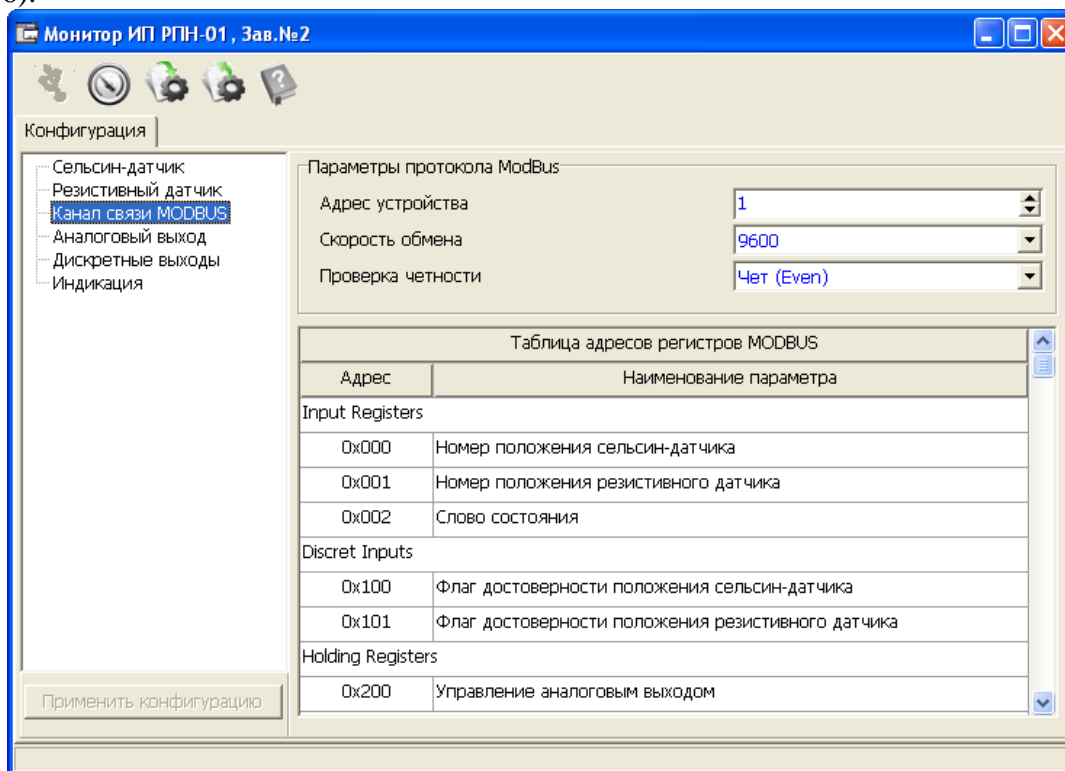 Монитор ИП РПН-01, Зав.№2
Конфигурация
Сельсин-датчик
Резистивный датчик
Канал связи MODBUS
Аналоговый выход
Дискретные выходы
Индикация
Применить конфигурацию
Параметры протокола ModBus
Адрес устройства 1
Скорость обмена 9600
Проверка четности Чет (Even)
Таблица адресов регистров MODBUS
Адрес Наименование параметра
Input Registers
0x000 Номер положения сельсин-датчика
0x001 Номер положения резистивного датчика
0x002 Слово состояния
Discret Inputs
0x100 Флаг достоверности положения сельсин-датчика
0x101 Флаг достоверности положения резистивного датчика
Holding Registers
0x200 Управление аналоговым выходом